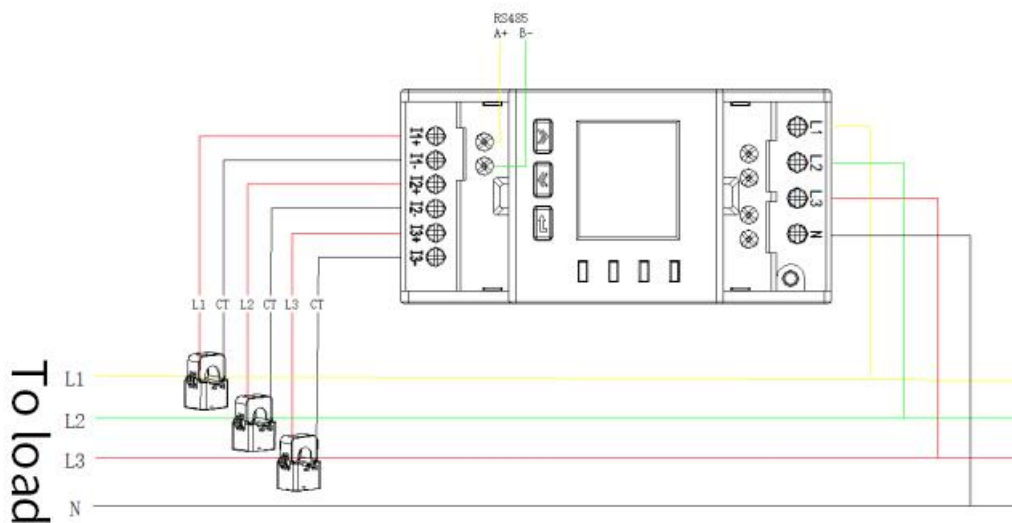 RS485
A+ B-
I1+
I1-
I2+
I2-
I3+
I3-
L1
L2
L3
N
L1 CT L2 CT L3 CT
To load
L1
L2
L3
N